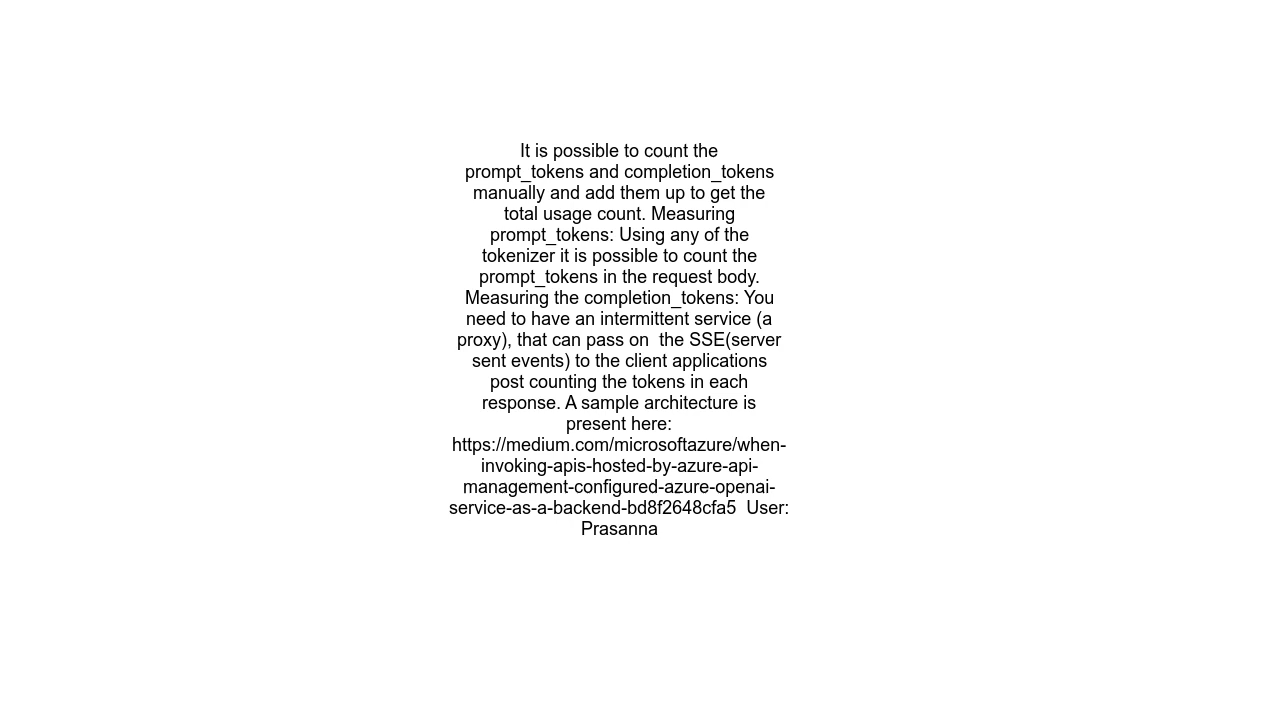 It is possible to count the
prompt_tokens and completion_tokens
manually and add them up to get the
total usage count. Measuring
prompt_tokens: Using any of the
tokenizer it is possible to count the
prompt_tokens in the request body.
Measuring the completion_tokens: You
need to have an intermittent service (a
proxy), that can pass on  the SSE(server
sent events) to the client applications
post counting the tokens in each
response. A sample architecture is
present here:
https://medium.com/microsoftazure/when-
invoking-apis-hosted-by-azure-api-
management-configured-azure-openai-
service-as-a-backend-bd8f2648cfa5  User:
Prasanna